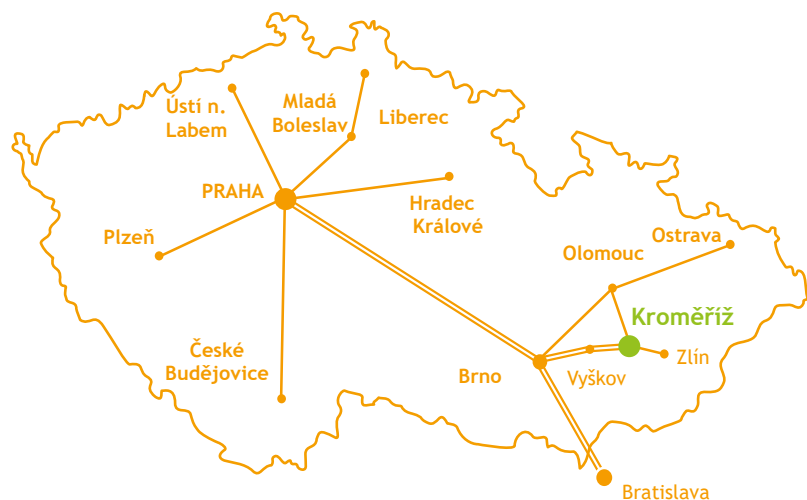 Ústí n.
Labem
Mladá
Boleslav
Liberec
PRAHA
Hradec
Králové
Plzeň
Ostrava
Olomouc
Kroměříž
České
Budějovice
Brno
Vyškov
Zlín
Bratislava